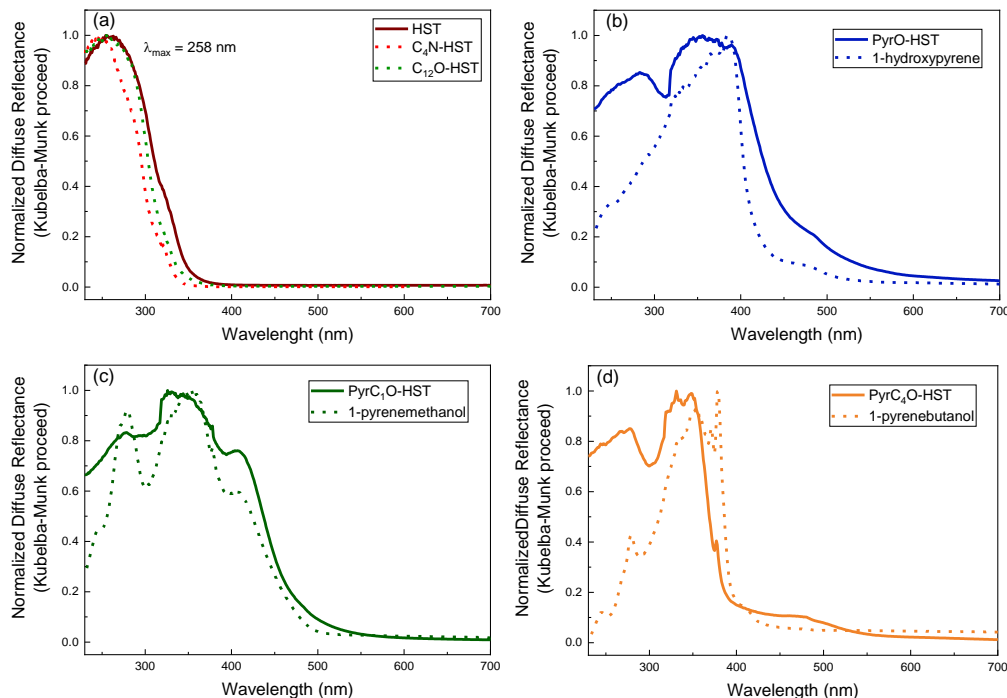 (a)
λmax = 258 nm
HST
C4N-HST
C12O-HST
Normalized Diffuse Reflectance
(Kubelba-Munk proceed)
1.0
0.8
0.6
0.4
0.2
0.0
300 400 500 600 700
Wavelenght (nm)
(b)
PyrO-HST
1-hydroxypyrene
Normalized Diffuse Reflectance
(Kubelba-Munk proceed)
1.0
0.8
0.6
0.4
0.2
0.0
300 400 500 600 700
Wavelength (nm)
(c)
PyrC1O-HST
1-pyrenemethanol
Normalized Diffuse Reflectance
(Kubelba-Munk proceed)
1.0
0.8
0.6
0.4
0.2
0.0
300 400 500 600 700
Wavelength (nm)
(d)
PyrC4O-HST
1-pyrenebutanol
NormalizedDiffuse Reflectance
(Kubelba-Munk proceed)
1.0
0.8
0.6
0.4
0.2
0.0
300 400 500 600 700
Wavelength (nm)